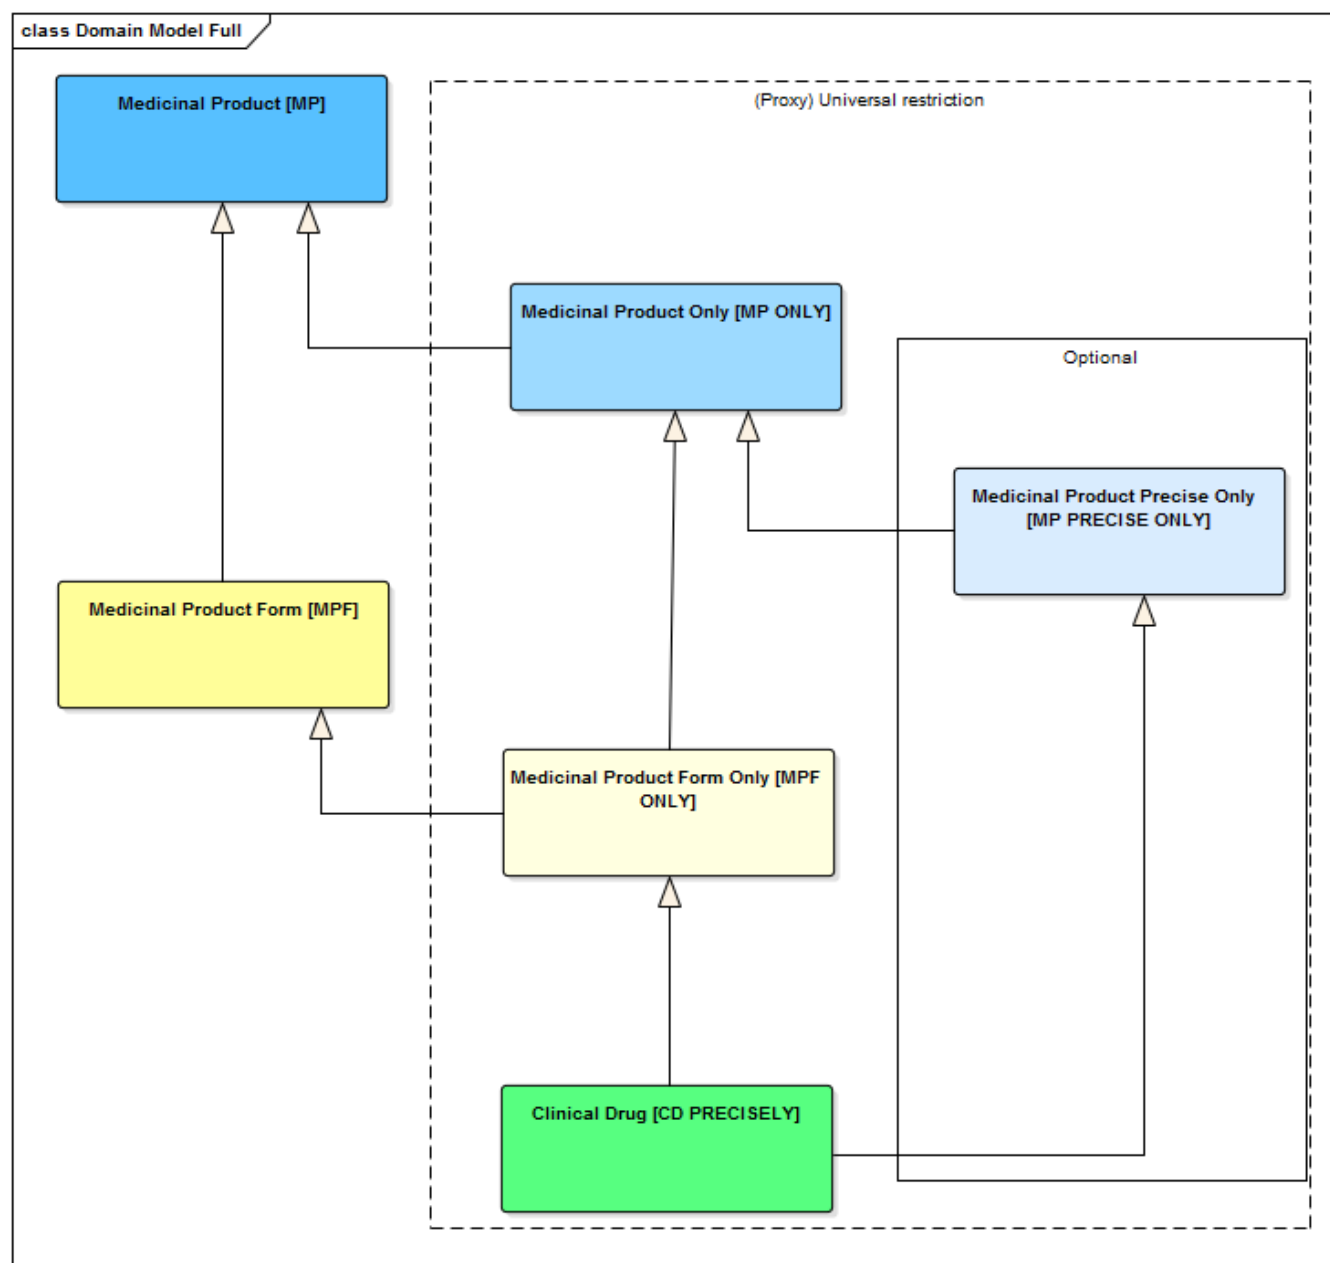 class Domain Model Full
Medicinal Product [MP]
(Proxy) Universal restriction
Medicinal Product Only [MP ONLY]
Optional
Medicinal Product Precise Only
[MP PRECISE ONLY]
Medicinal Product Form [MPF]
Medicinal Product Form Only [MPF
ONLY]
Clinical Drug [CD PRECISELY]